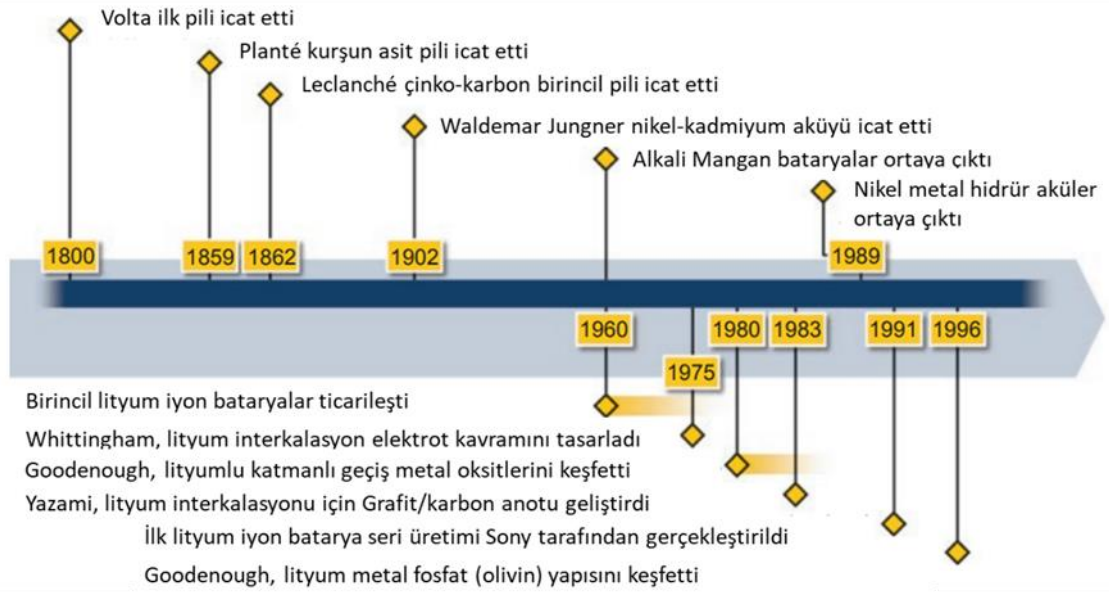 Volta ilk pili icat etti
Planté kurşun asit pili icat etti
Leclanché çinko-karbon birincil pili icat etti
Waldemar Jungner nikel-kadmiyum aküyü icat etti
Alkali Mangan bataryalar ortaya çıktı
Nikel metal hidrür aküler
ortaya çıktı
1800
1859
1862
1902
1989
1960
1980
1983
1991
1996
1975
Birincil lityum iyon bataryalar ticarileşti
Whittingham, lityum interkalasyon elektrot kavramını tasarladı
Goodenough, lityumlu katmanlı geçiş metal oksitlerini keşfetti
Yazami, lityum interkalasyonu için Grafit/karbon anotu geliştirdi
İlk lityum iyon batarya seri üretimi Sony tarafından gerçekleştirildi
Goodenough, lityum metal fosfat (olivin) yapısını keşfetti